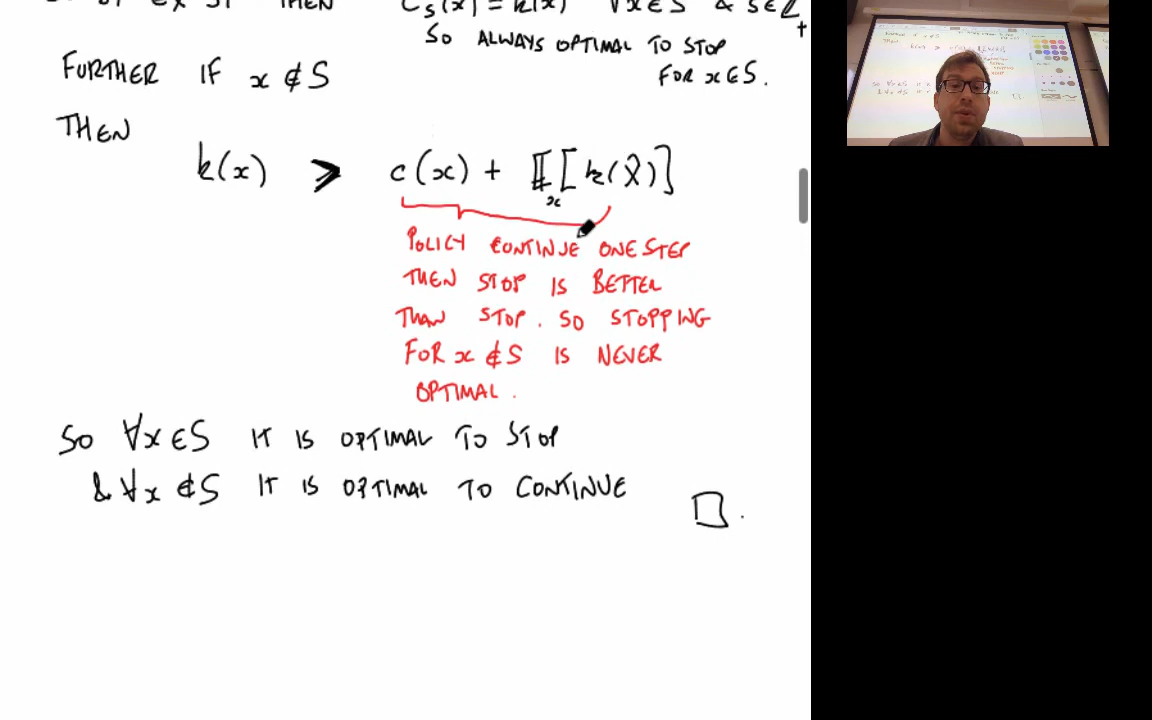 THEN C_S(x) = k(x) ∀x∈S & s∈Z_+
SO ALWAYS OPTIMAL TO STOP
FOR x∈S.
FURTHER IF x ∉ S
THEN
k(x) > c(x) + 𝔼_x[k(x̂)]
POLICY CONTINUE ONE STEP
THEN STOP IS BETTER
THAN STOP. SO STOPPING
FOR x ∉ S IS NEVER
OPTIMAL.
SO ∀x∈S IT IS OPTIMAL TO STOP
& ∀x ∉ S IT IS OPTIMAL TO CONTINUE
□.